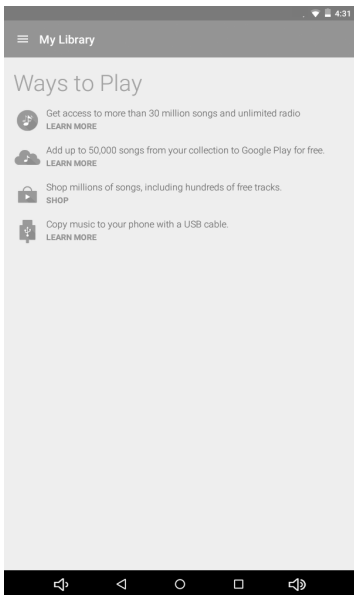 4:31
My Library
Ways to Play
Get access to more than 30 million songs and unlimited radio
LEARN MORE
Add up to 50,000 songs from your collection to Google Play for free.
LEARN MORE
Shop millions of songs, including hundreds of free tracks.
SHOP
Copy music to your phone with a USB cable.
LEARN MORE